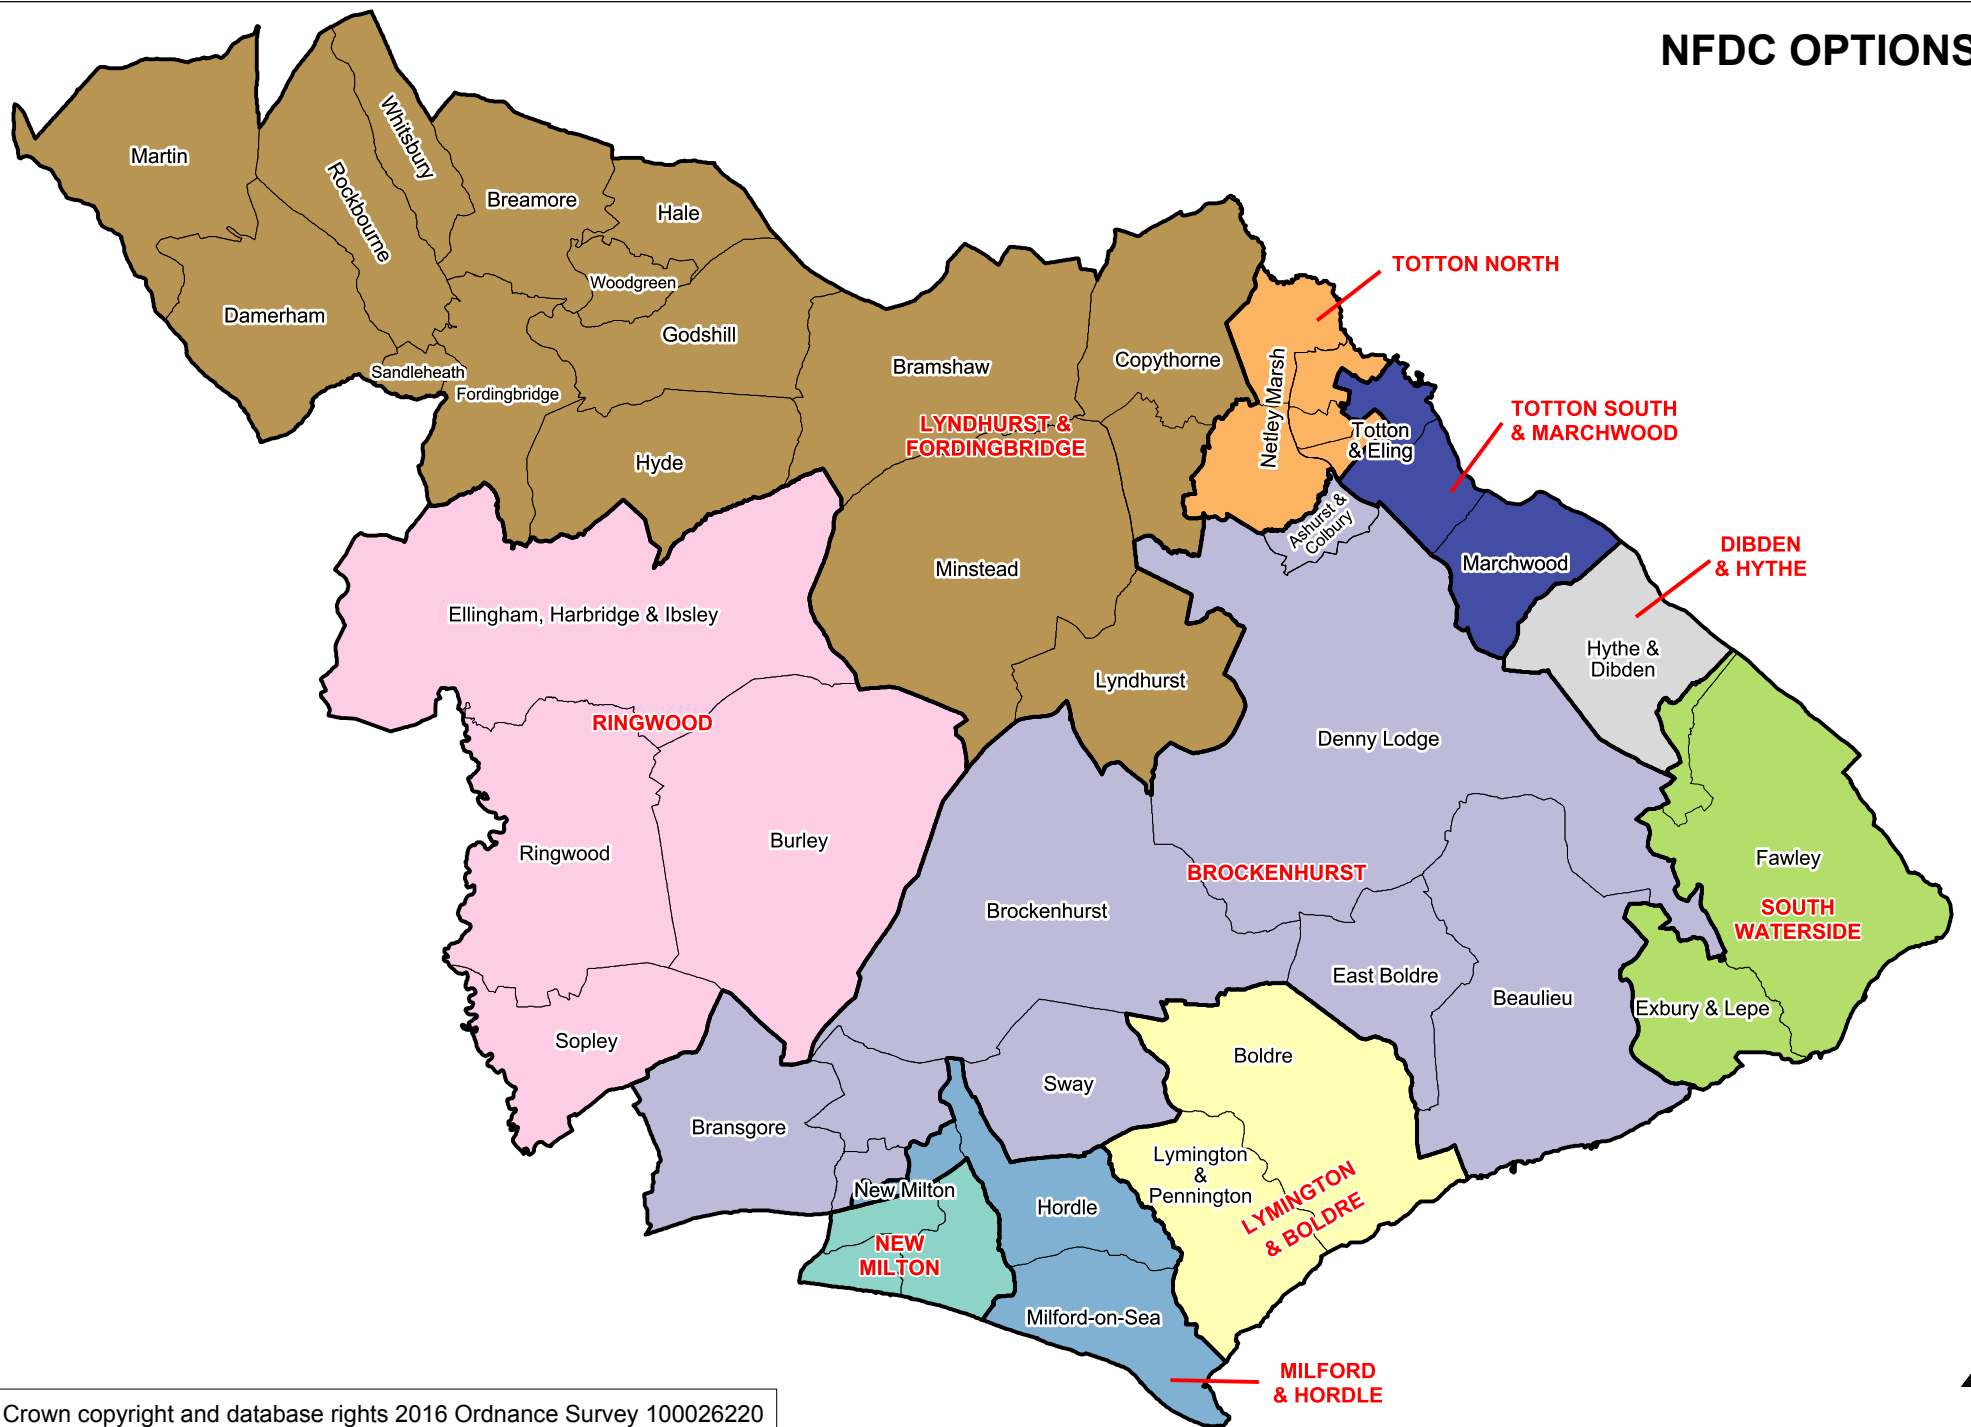 NFDC OPTIONS
Martin
Whitsbury
Rockbourne
Breamore
Hale
Woodgreen
Damerham
Godshill
Sandleheath
Fordingbridge
Bramshaw
Copythorne
Hyde
LYNDHURST &
FORDINGBRIDGE
Netley Marsh
TOTTON NORTH
Totton
& Eling
TOTTON SOUTH
& MARCHWOOD
Ashurst &
Colbury
Marchwood
DIBDEN
& HYTHE
Minstead
Ellingham, Harbridge & Ibsley
Hythe &
Dibden
Lyndhurst
RINGWOOD
Denny Lodge
Ringwood
Burley
BROCKENHURST
Fawley
Brockenhurst
SOUTH
WATERSIDE
East Boldre
Beaulieu
Exbury & Lepe
Sopley
Boldre
Sway
Bransgore
Lymington
&
Pennington
New Milton
Hordle
LYMINGTON
& BOLDRE
NEW
MILTON
Milford-on-Sea
MILFORD
& HORDLE
Crown copyright and database rights 2016 Ordnance Survey 100026220